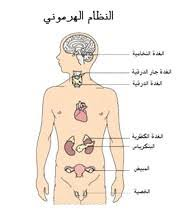 النظام الهرموني
الغدة النخامية
الغدة جار الدرقية
الغدة الدرقية
الغدة الكظرية
البنكرياس
المبيض
الخصية